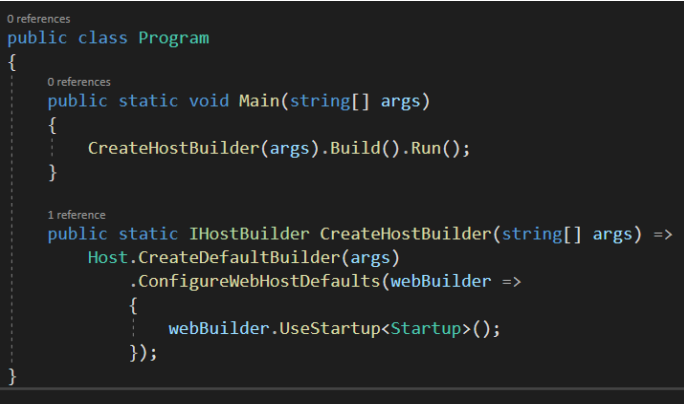 0 references
public class Program
{
0 references
public static void Main(string[] args)
{
CreateHostBuilder(args).Build().Run();
}
1 reference
public static IHostBuilder CreateHostBuilder(string[] args) =>
Host.CreateDefaultBuilder(args)
.ConfigureWebHostDefaults(webBuilder =>
{
webBuilder.UseStartup<Startup>();
});
}